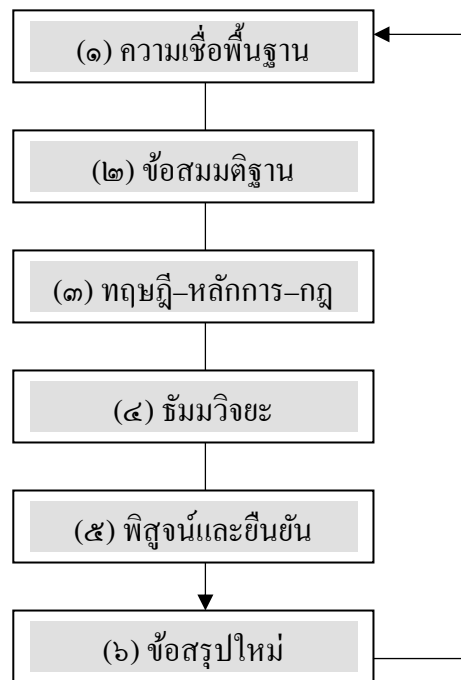 (๑) ความเชื่อพื้นฐาน
(๒) ข้อสมมติฐาน
(๓) ทฤษฎี–หลักการ–กฎ
(๔) ธัมมวิจยะ
(๕) พิสูจน์และยืนยัน
(๖) ข้อสรุปใหม่